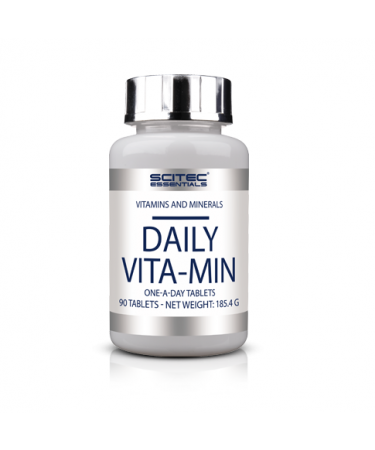 SCITEC
ESSENTIALS
VITAMINS AND MINERALS
DAILY
VITA-MIN
ONE-A-DAY TABLETS
90 TABLETS - NET WEIGHT: 185.4 G